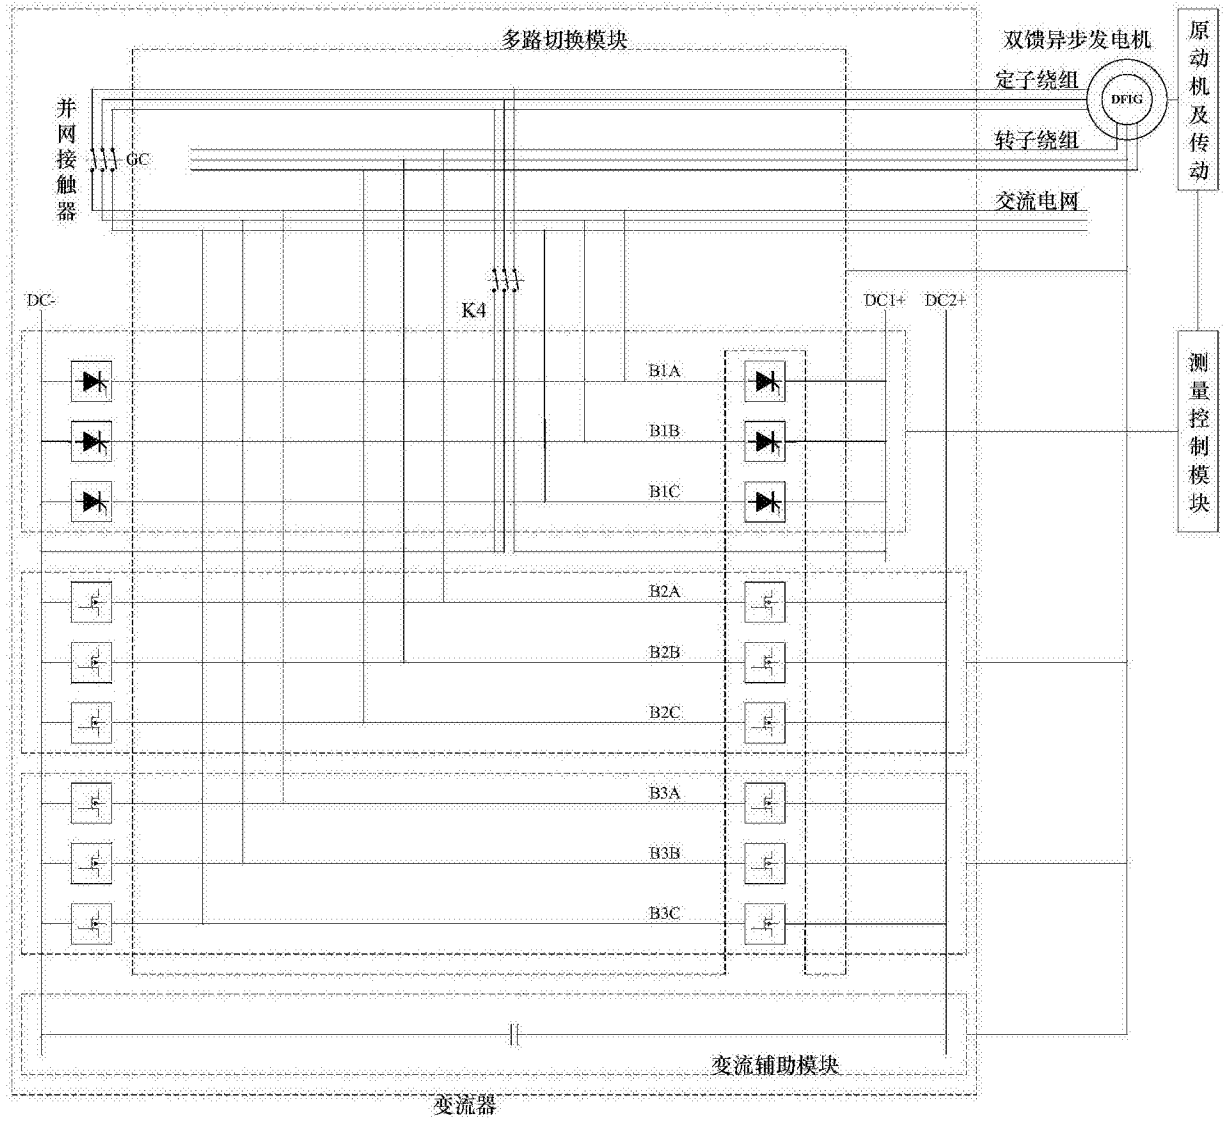 多路切换模块
双馈异步发电机
原动机及传动
定子绕组
DFIG
并网接触器
GC
转子绕组
交流电网
DC-
K4
DC1+
DC2+
测量控制模块
B1A
B1B
B1C
B2A
B2B
B2C
B3A
B3B
B3C
变流辅助模块
变流器